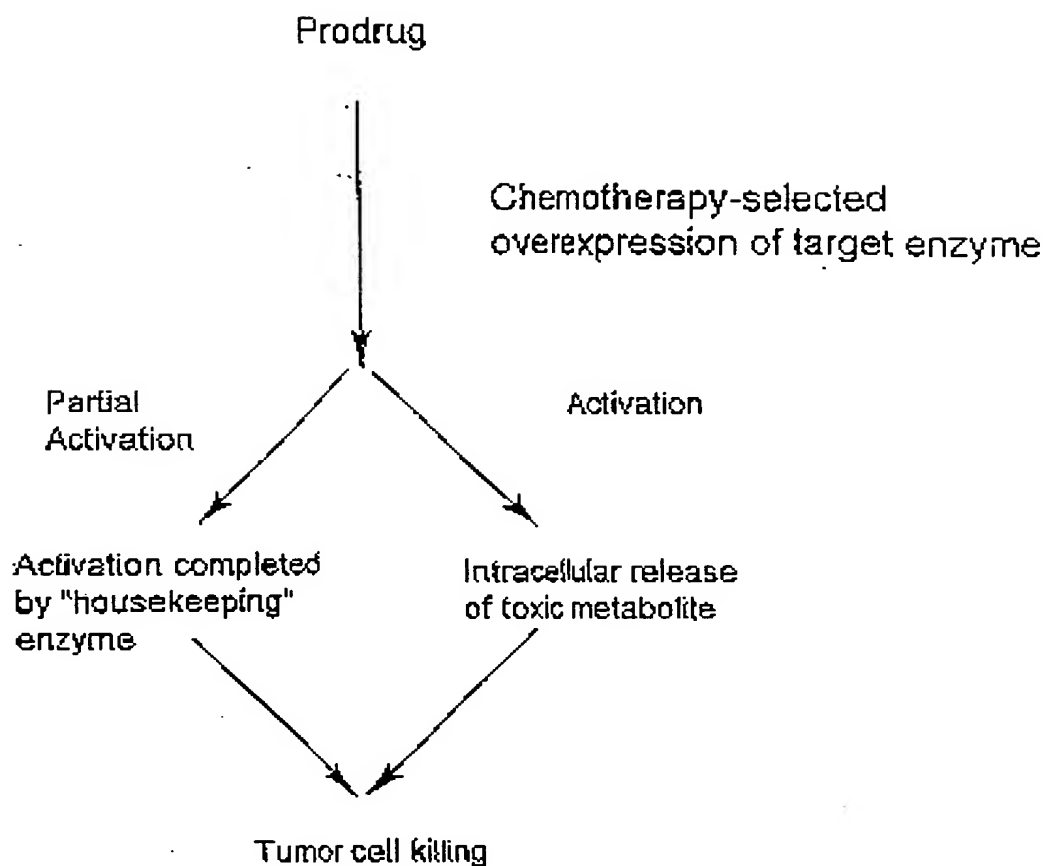 Prodrug
Chemotherapy-selected
overexpression of target enzyme
Partial
Activation
Activation
Activation completed
by "housekeeping"
enzyme
Intracellular release
of toxic metabolite
Tumor cell killing